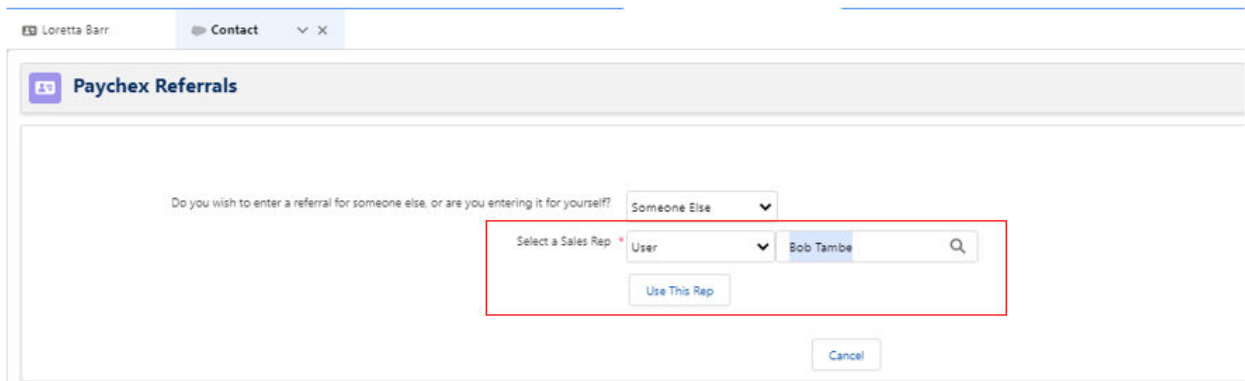 Loretta Barr
Contact
Paychex Referrals
Do you wish to enter a referral for someone else, or are you entering it for yourself? Someone Else
Select a Sales Rep * User Bob Tambe
Use This Rep
Cancel